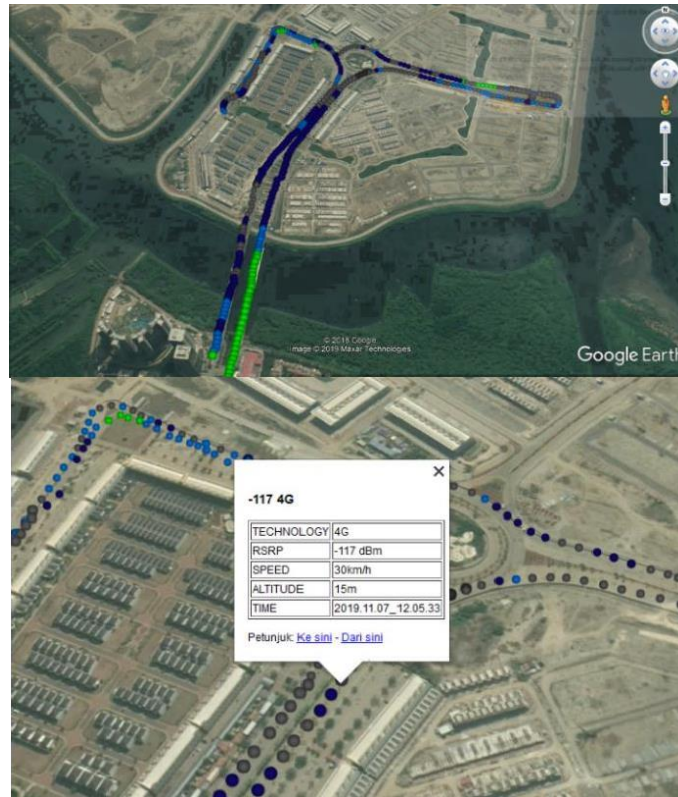 © 2018 Google
Image © 2019 Maxar Technologies
Google Earth
-117 4G
TECHNOLOGY 4G
RSRP -117 dBm
SPEED 30km/h
ALTITUDE 15m
TIME 2019.11.07_12.05.33
Petunjuk: Ke sini - Dari sini